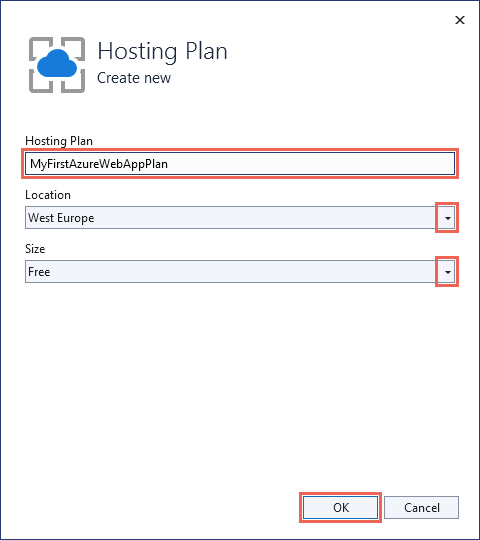 Hosting Plan
Create new
Hosting Plan
MyFirstAzureWebAppPlan
Location
West Europe
Size
Free
OK
Cancel